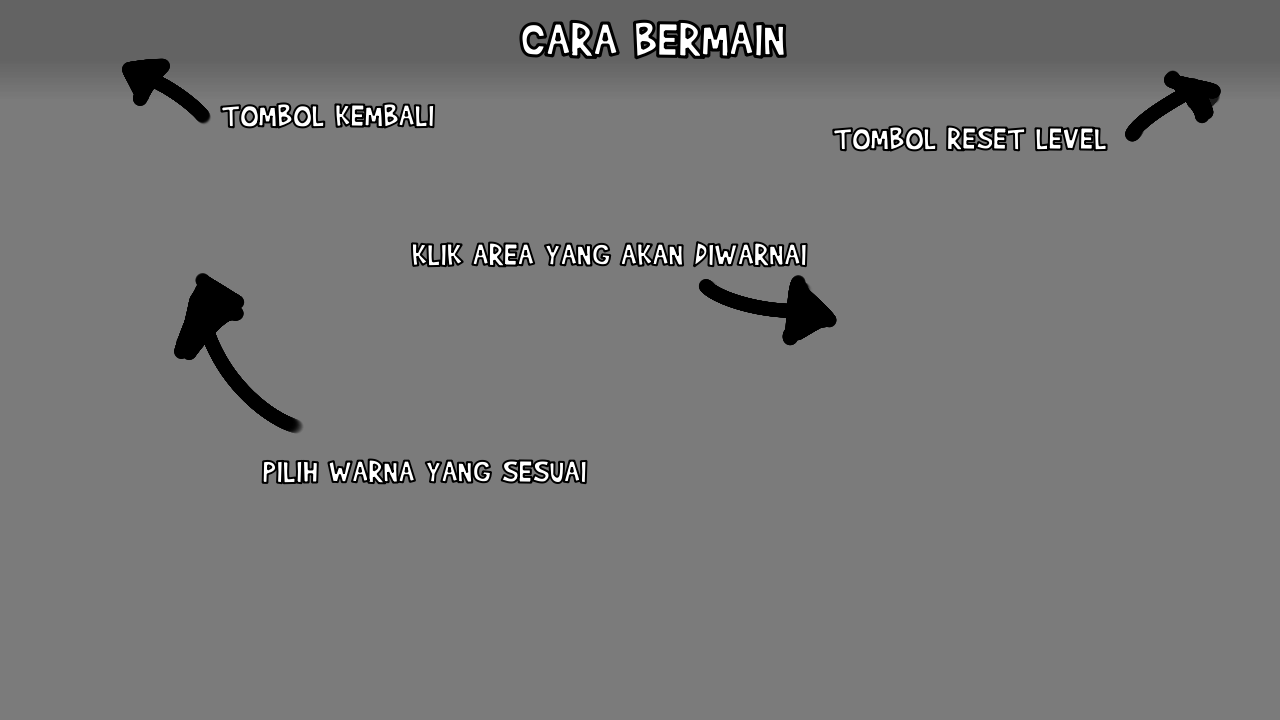 CARA BERMAIN
TOMBOL KEMBALI
TOMBOL RESET LEVEL
KLIK AREA YANG AKAN DIWARNAI
PILIH WARNA YANG SESUAI